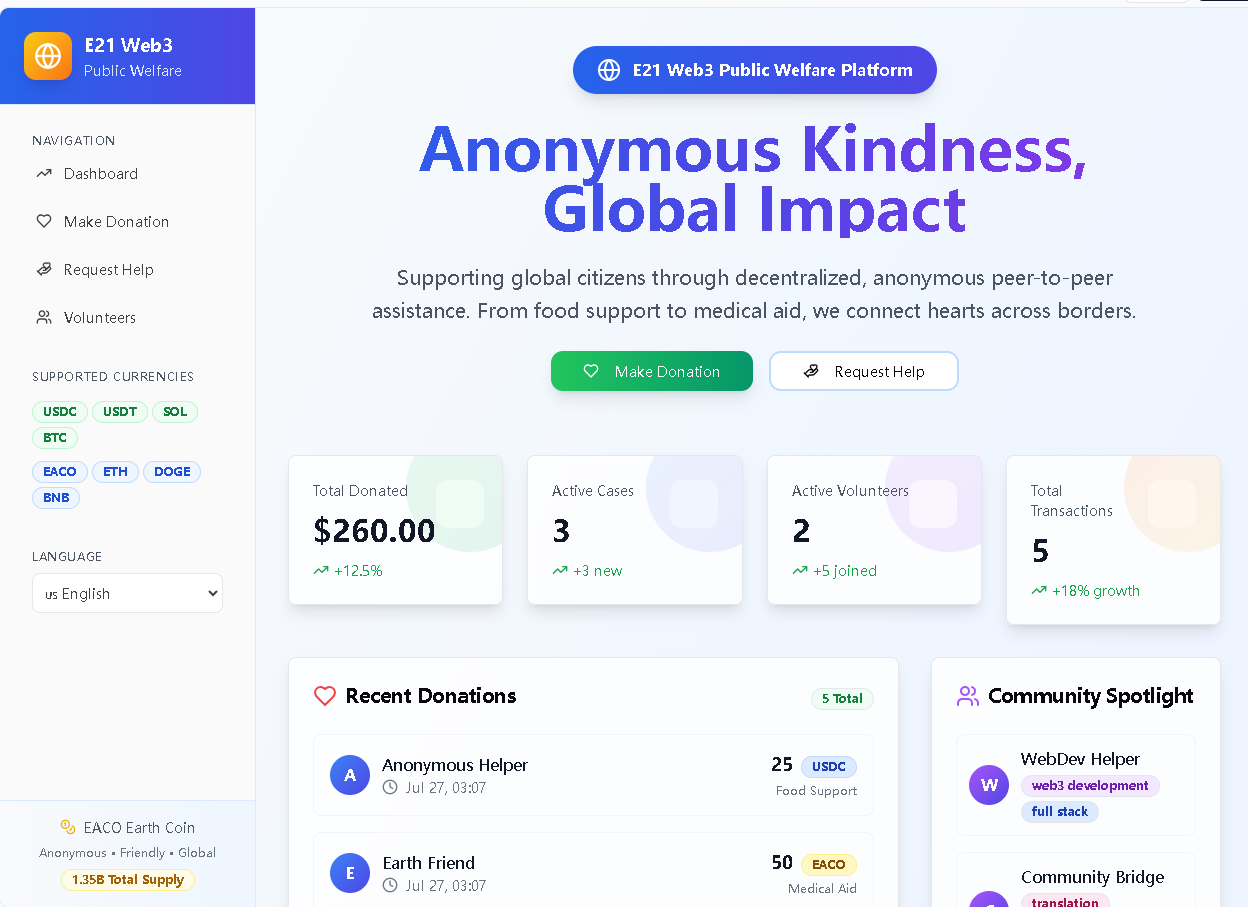 E21 Web3
Public Welfare
NAVIGATION
Dashboard
Make Donation
Request Help
Volunteers
SUPPORTED CURRENCIES
USDC USDT SOL
BTC
EACO ETH DOGE
BNB
LANGUAGE
us English
EACO Earth Coin
Anonymous • Friendly • Global
1.35B Total Supply
E21 Web3 Public Welfare Platform
Anonymous Kindness,
Global Impact
Supporting global citizens through decentralized, anonymous peer-to-peer
assistance. From food support to medical aid, we connect hearts across borders.
Make Donation
Request Help
Total Donated
$260.00
+12.5%
Active Cases
3
+3 new
Active Volunteers
2
+5 joined
Total
Transactions
5
+18% growth
Recent Donations
5 Total
A
Anonymous Helper
Jul 27, 03:07
25 USDC
Food Support
E
Earth Friend
Jul 27, 03:07
50 EACO
Medical Aid
Community Spotlight
W
WebDev Helper
web3 development
full stack
Community Bridge
translation